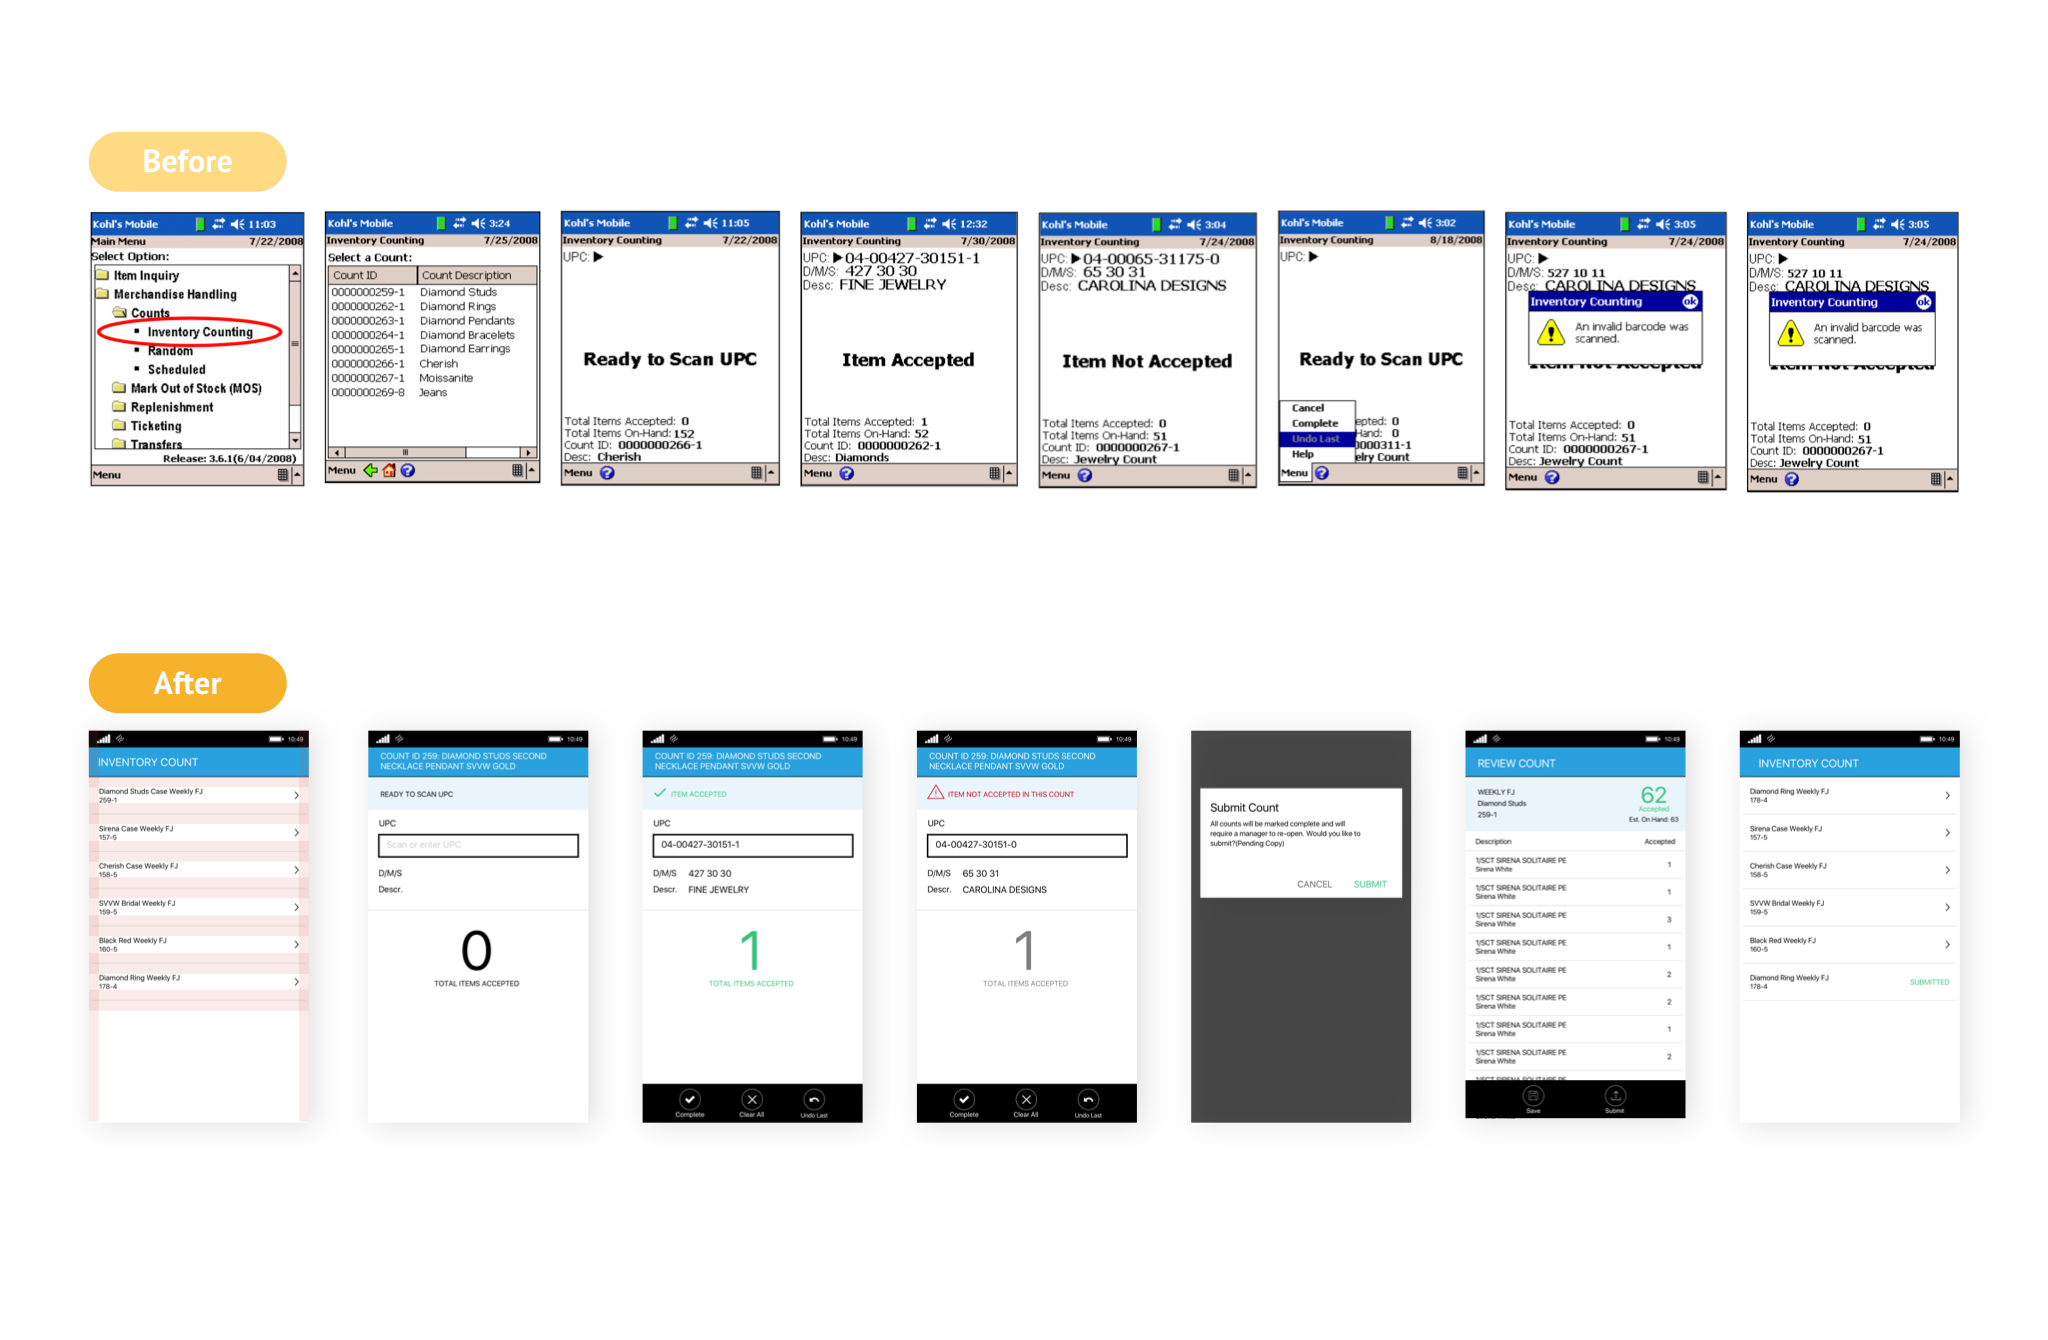 Before
Kohl's Mobile 11:03
Main Menu 7/22/2008
Select Option:
Item Inquiry
Merchandise Handling
Counts
Inventory Counting
Random
Scheduled
Mark Out of Stock (MOS)
Replenishment
Ticketing
Transfers
Release: 3.6.1(6/04/2008)
Menu
Kohl's Mobile 3:24
Inventory Counting 7/25/2008
Select a Count:
Count ID Count Description
0000000259-1 Diamond Studs
0000000262-1 Diamond Rings
0000000263-1 Diamond Pendants
0000000264-1 Diamond Bracelets
0000000265-1 Diamond Earrings
0000000266-1 Cherish
0000000267-1 Moissanite
0000000269-8 Jeans
Menu
Kohl's Mobile 11:05
Inventory Counting 7/22/2008
UPC:
Ready to Scan UPC
Total Items Accepted: 0
Total Items On-Hand: 152
Count ID: 0000000266-1
Desc: Cherish
Menu
Kohl's Mobile 12:32
Inventory Counting 7/30/2008
UPC: 04-00427-30151-1
D/M/S: 427 30 30
Desc: FINE JEWELRY
Item Accepted
Total Items Accepted: 1
Total Items On-Hand: 52
Count ID: 0000000262-1
Desc: Diamonds
Menu
Kohl's Mobile 3:04
Inventory Counting 7/24/2008
UPC: 04-00065-31175-0
D/M/S: 65 30 31
Desc: CAROLINA DESIGNS
Item Not Accepted
Total Items Accepted: 0
Total Items On-Hand: 51
Count ID: 0000000267-1
Desc: Jewelry Count
Menu
Kohl's Mobile 3:02
Inventory Counting 8/18/2008
UPC:
Ready to Scan UPC
Cancel
Complete
Undo Last
Help
epted: 0
Hand: 0
0000311-1
elry Count
Menu
Kohl's Mobile 3:05
Inventory Counting 7/24/2008
UPC:
D/M/S: 527 10 11
Desc: CAROLINA DESIGNS
Inventory Counting ok
An invalid barcode was
scanned.
Item Not Accepted
Total Items Accepted: 0
Total Items On-Hand: 51
Count ID: 0000000267-1
Desc: Jewelry Count
Menu
Kohl's Mobile 3:05
Inventory Counting 7/24/2008
UPC:
D/M/S: 527 10 11
Desc: CAROLINA DESIGNS
Inventory Counting ok
An invalid barcode was
scanned.
Item Not Accepted
Total Items Accepted: 0
Total Items On-Hand: 51
Count ID: 0000000267-1
Desc: Jewelry Count
Menu
After
10:49
INVENTORY COUNT
Diamond Studs Case Weekly FJ
259-1
Sirena Case Weekly FJ
157-5
Cherish Case Weekly FJ
158-5
SVVW Bridal Weekly FJ
159-5
Black Red Weekly FJ
160-5
Diamond Ring Weekly FJ
178-4
10:49
COUNT ID 259: DIAMOND STUDS SECOND
NECKLACE PENDANT SVVW GOLD
READY TO SCAN UPC
UPC
Scan or enter UPC
D/M/S
Descr.
0
TOTAL ITEMS ACCEPTED
10:49
COUNT ID 259: DIAMOND STUDS SECOND
NECKLACE PENDANT SVVW GOLD
ITEM ACCEPTED
UPC
04-00427-30151-1
D/M/S 427 30 30
Descr. FINE JEWELRY
1
TOTAL ITEMS ACCEPTED
Complete Clear All Undo Last
10:49
COUNT ID 259: DIAMOND STUDS SECOND
NECKLACE PENDANT SVVW GOLD
ITEM NOT ACCEPTED IN THIS COUNT
UPC
04-00427-30151-0
D/M/S 65 30 31
Descr. CAROLINA DESIGNS
1
TOTAL ITEMS ACCEPTED
Complete Clear All Undo Last
Submit Count
All counts will be marked complete and will
require a manager to re-open. Would you like to
submit?(Pending Copy)
CANCEL SUBMIT
10:49
REVIEW COUNT
WEEKLY FJ
Diamond Studs
259-1
62
Accepted
Est. On Hand: 63
Description Accepted
1/SCT SIRENA SOLITAIRE PE
Sirena White 1
1/SCT SIRENA SOLITAIRE PE
Sirena White 1
1/SCT SIRENA SOLITAIRE PE
Sirena White 3
1/SCT SIRENA SOLITAIRE PE
Sirena White 1
1/SCT SIRENA SOLITAIRE PE
Sirena White 2
1/SCT SIRENA SOLITAIRE PE
Sirena White 2
1/SCT SIRENA SOLITAIRE PE
Sirena White 1
1/SCT SIRENA SOLITAIRE PE
Sirena White 2
1/SCT SIRENA SOLITAIRE PE
Save Submit
10:49
INVENTORY COUNT
Diamond Ring Weekly FJ
178-4
Sirena Case Weekly FJ
157-5
Cherish Case Weekly FJ
158-5
SVVW Bridal Weekly FJ
159-5
Black Red Weekly FJ
160-5
Diamond Ring Weekly FJ
178-4
SUBMITTED